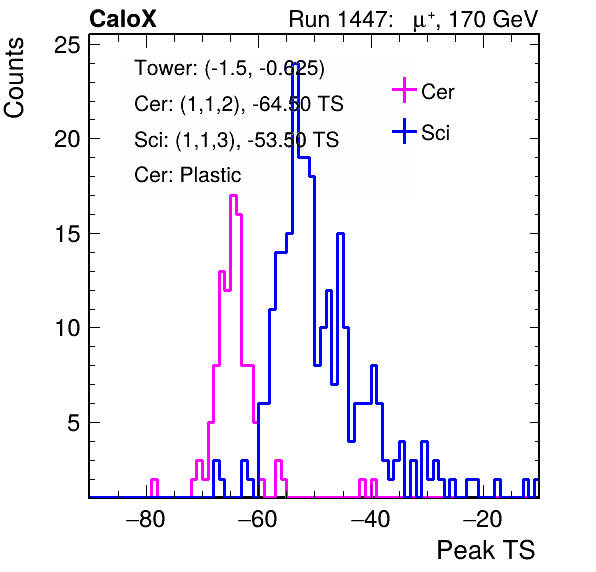 CaloX Run 1447: μ⁺, 170 GeV
Counts
25
20
15
10
5
Tower: (-1.5, -0.625)
Cer: (1,1,2), -64.50 TS
Sci: (1,1,3), -53.50 TS
Cer: Plastic
Cer
Sci
−80 −60 −40 −20
Peak TS